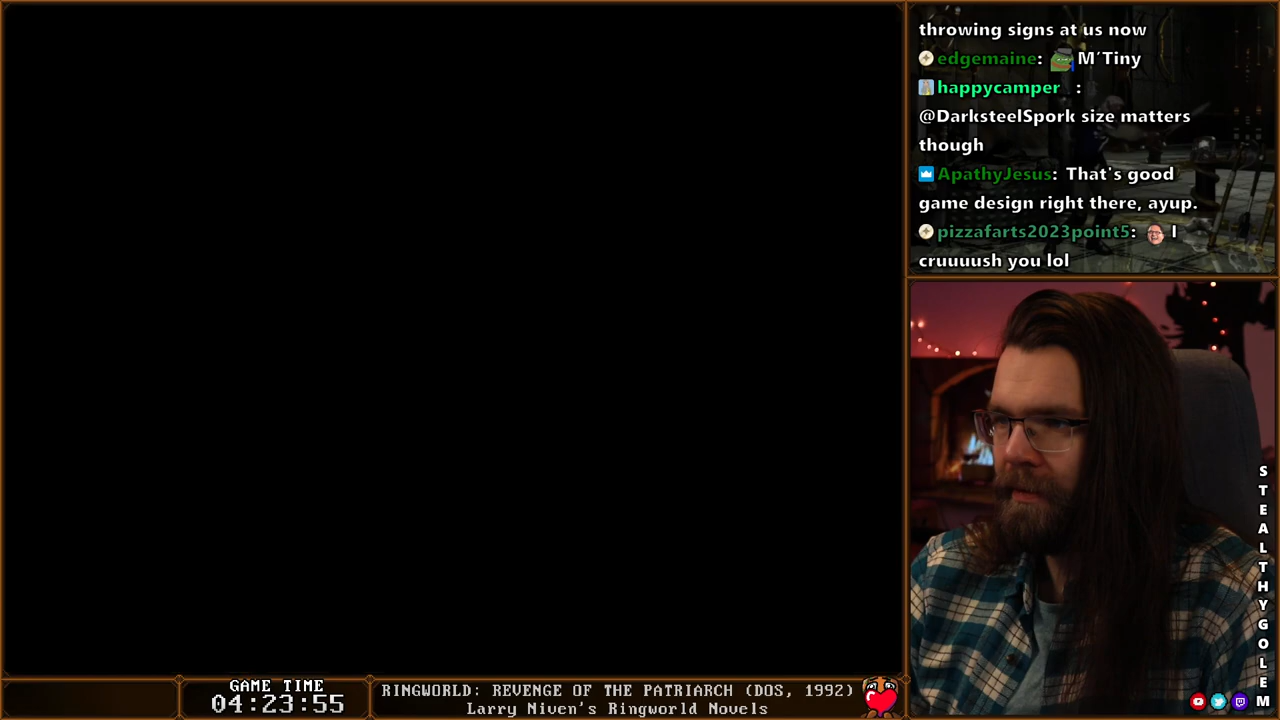 throwing signs at us now
edgemaine: M´Tiny
happycamper :
@DarksteelSpork size matters
though
ApathyJesus: That's good
game design right there, ayup.
pizzafarts2023point5: I
cruuuush you lol
STEALTHYGOLEM
GAME TIME
04:23:55
RINGWORLD: REVENGE OF THE PATRIARCH (DOS, 1992)
Larry Niven's Ringworld Novels